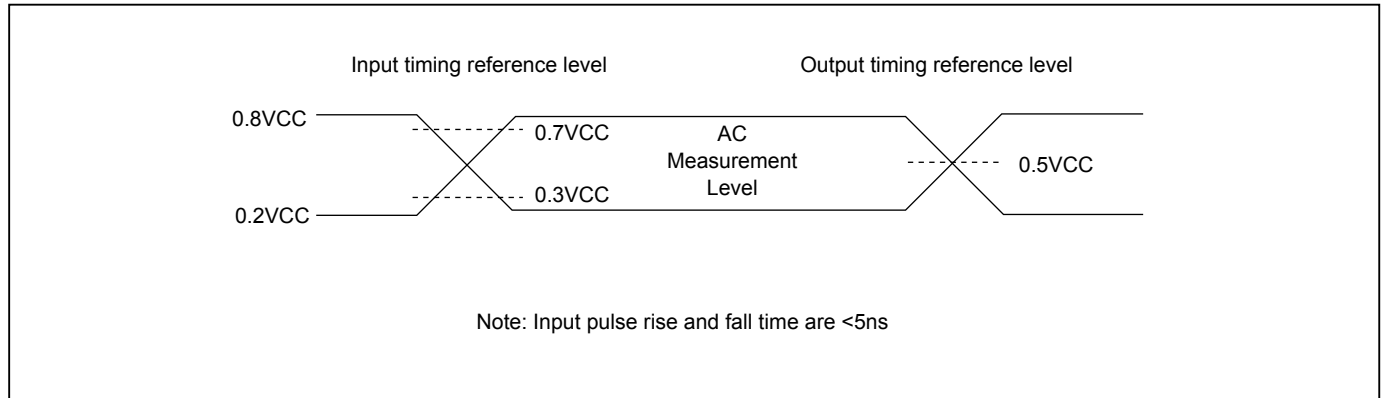 Input timing reference level
Output timing reference level
0.8VCC
0.7VCC
AC
Measurement
Level
0.5VCC
0.3VCC
0.2VCC
Note: Input pulse rise and fall time are <5ns